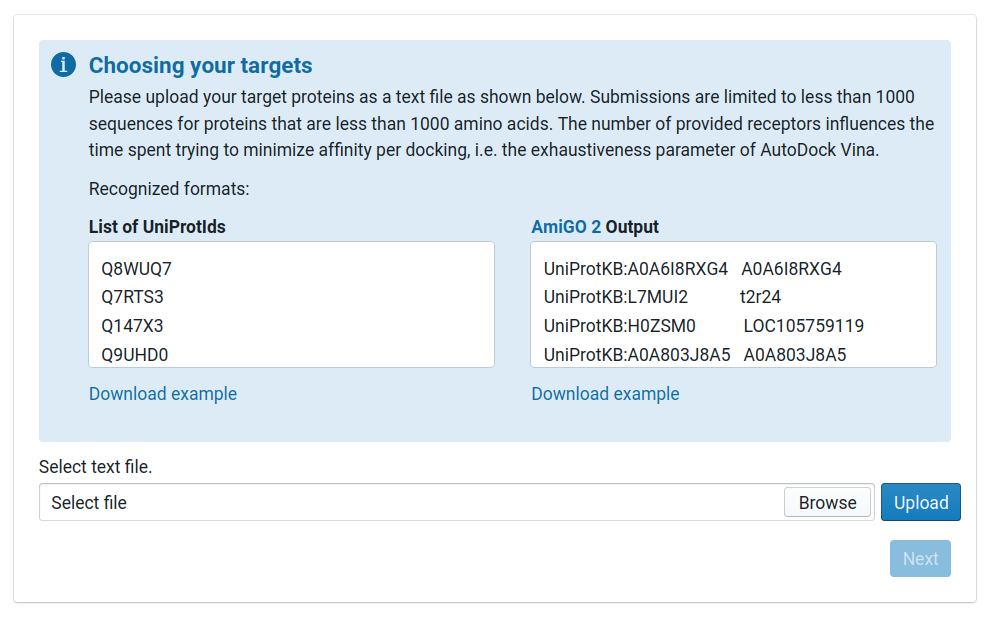 Choosing your targets
Please upload your target proteins as a text file as shown below. Submissions are limited to less than 1000
sequences for proteins that are less than 1000 amino acids. The number of provided receptors influences the
time spent trying to minimize affinity per docking, i.e. the exhaustiveness parameter of AutoDock Vina.
Recognized formats:
List of UniProtIds
Q8WUQ7
Q7RTS3
Q147X3
Q9UHD0
Download example
AmiGO 2 Output
UniProtKB:A0A6I8RXG4 A0A6I8RXG4
UniProtKB:L7MUI2 t2r24
UniProtKB:H0ZSM0 LOC105759119
UniProtKB:A0A803J8A5 A0A803J8A5
Download example
Select text file.
Select file
Browse
Upload
Next